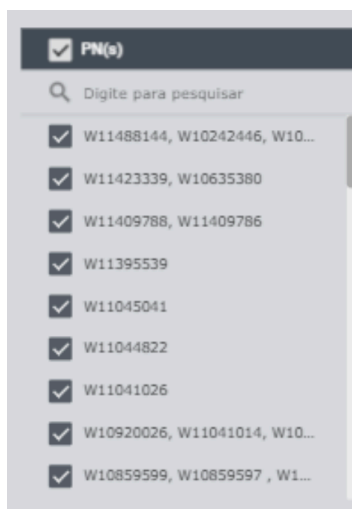 PN(s)
Digite para pesquisar
W11488144, W10242446, W10...
W11423339, W10635380
W11409788, W11409786
W11395539
W11045041
W11044822
W11041026
W10920026, W11041014, W10...
W10859599, W10859597 , W1...